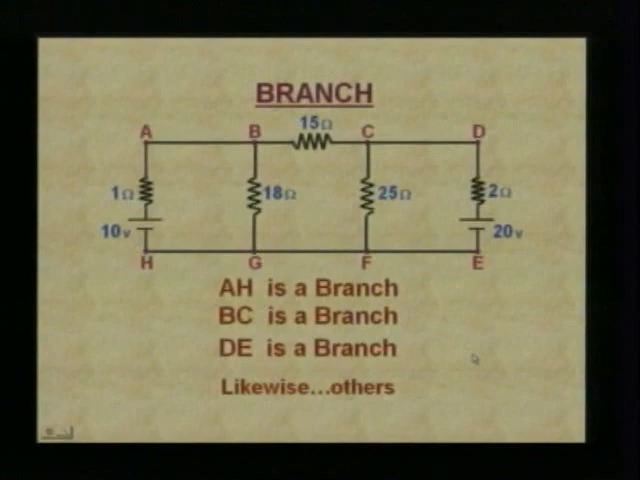 BRANCH
15Ω
A B C D
1Ω 18Ω 25Ω 2Ω
10v 20v
H G F E
AH is a Branch
BC is a Branch
DE is a Branch
Likewise...others